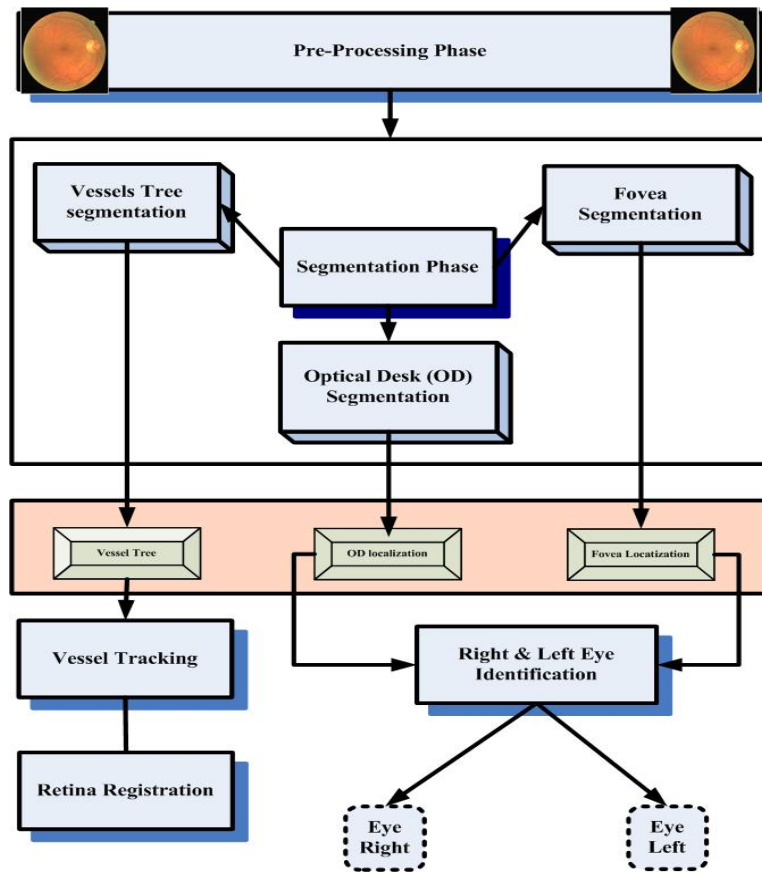 Pre-Processing Phase
Vessels Tree
segmentation
Fovea
Segmentation
Segmentation Phase
Optical Desk (OD)
Segmentation
Vessel Tree
OD localization
Fovea Locatization
Vessel Tracking
Right & Left Eye
Identification
Retina Registration
Eye
Right
Eye
Left